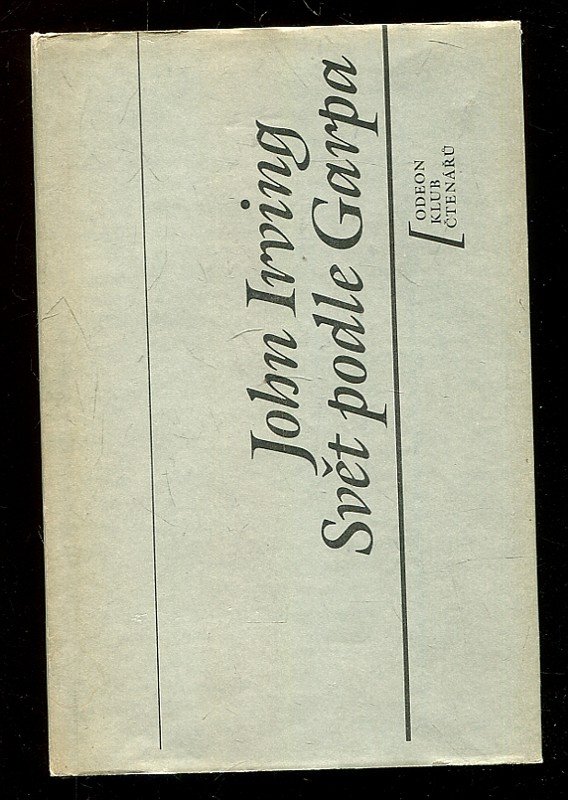 John Irving
Svět podle Garpa
ODEON
KLUB
ČTENÁŘŮ